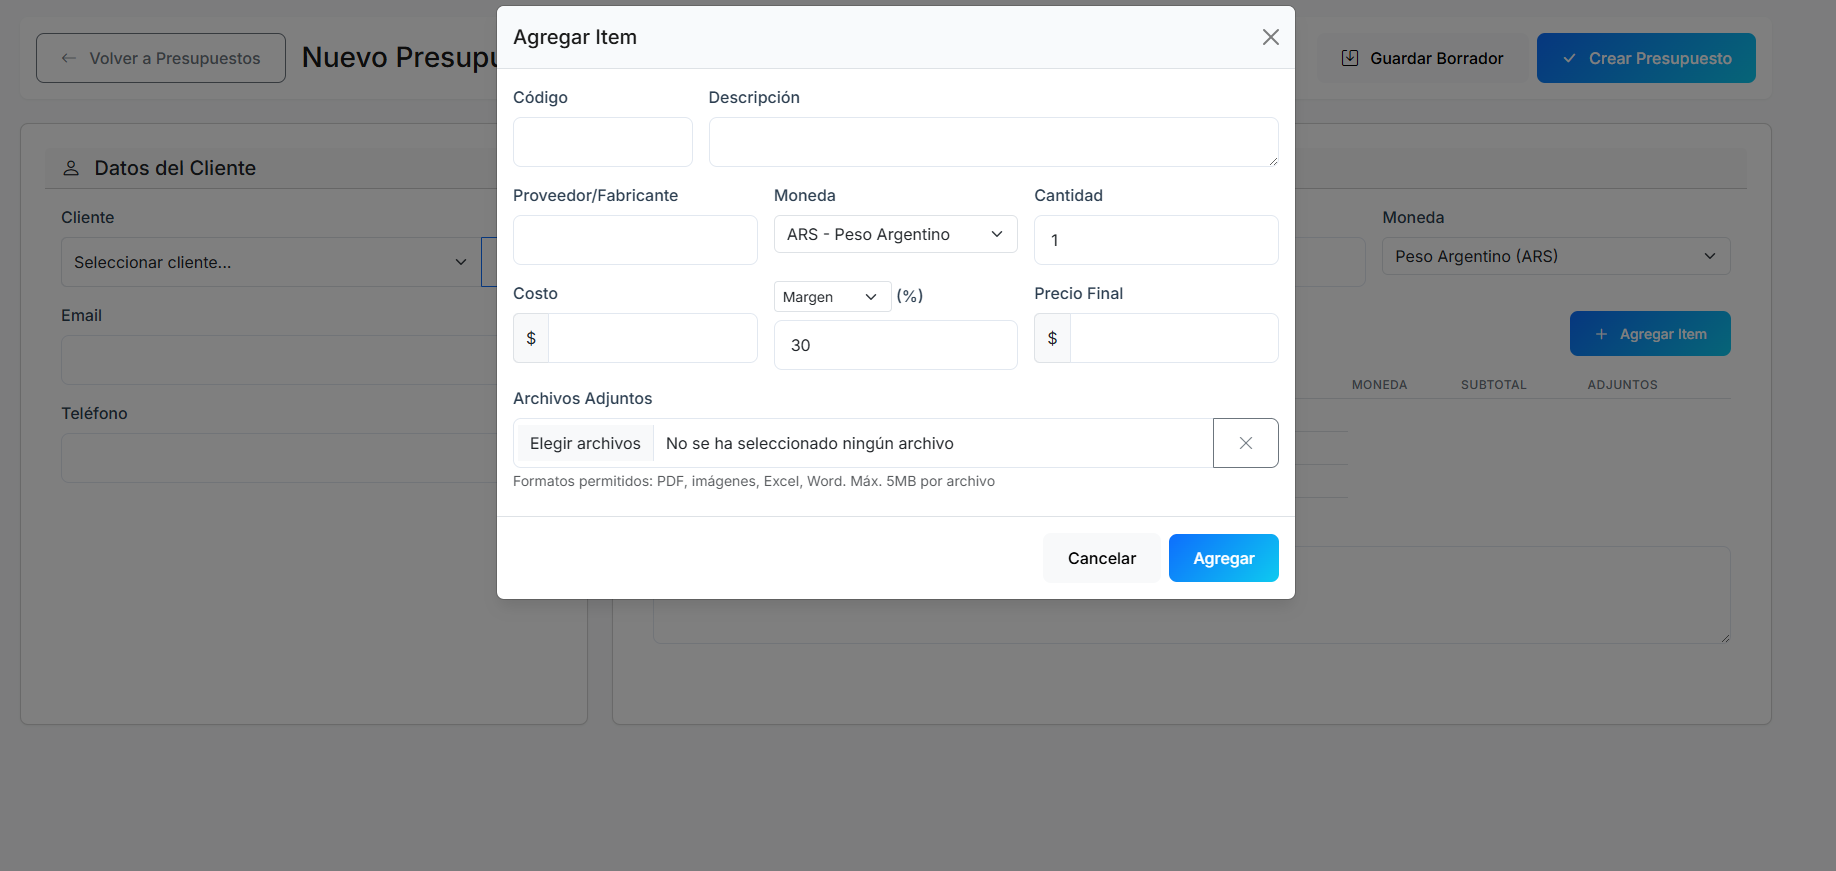 Volver a Presupuestos
Nuevo Presupu
Guardar Borrador
Crear Presupuesto
Agregar Item
Código
Descripción
Proveedor/Fabricante
Moneda
Cantidad
ARS - Peso Argentino
1
Costo
Margen
(%)
Precio Final
$
30
$
Archivos Adjuntos
Elegir archivos
No se ha seleccionado ningún archivo
Formatos permitidos: PDF, imágenes, Excel, Word. Máx. 5MB por archivo
Cancelar
Agregar
Datos del Cliente
Cliente
Seleccionar cliente...
Email
Teléfono
Moneda
Peso Argentino (ARS)
Agregar Item
MONEDA
SUBTOTAL
ADJUNTOS